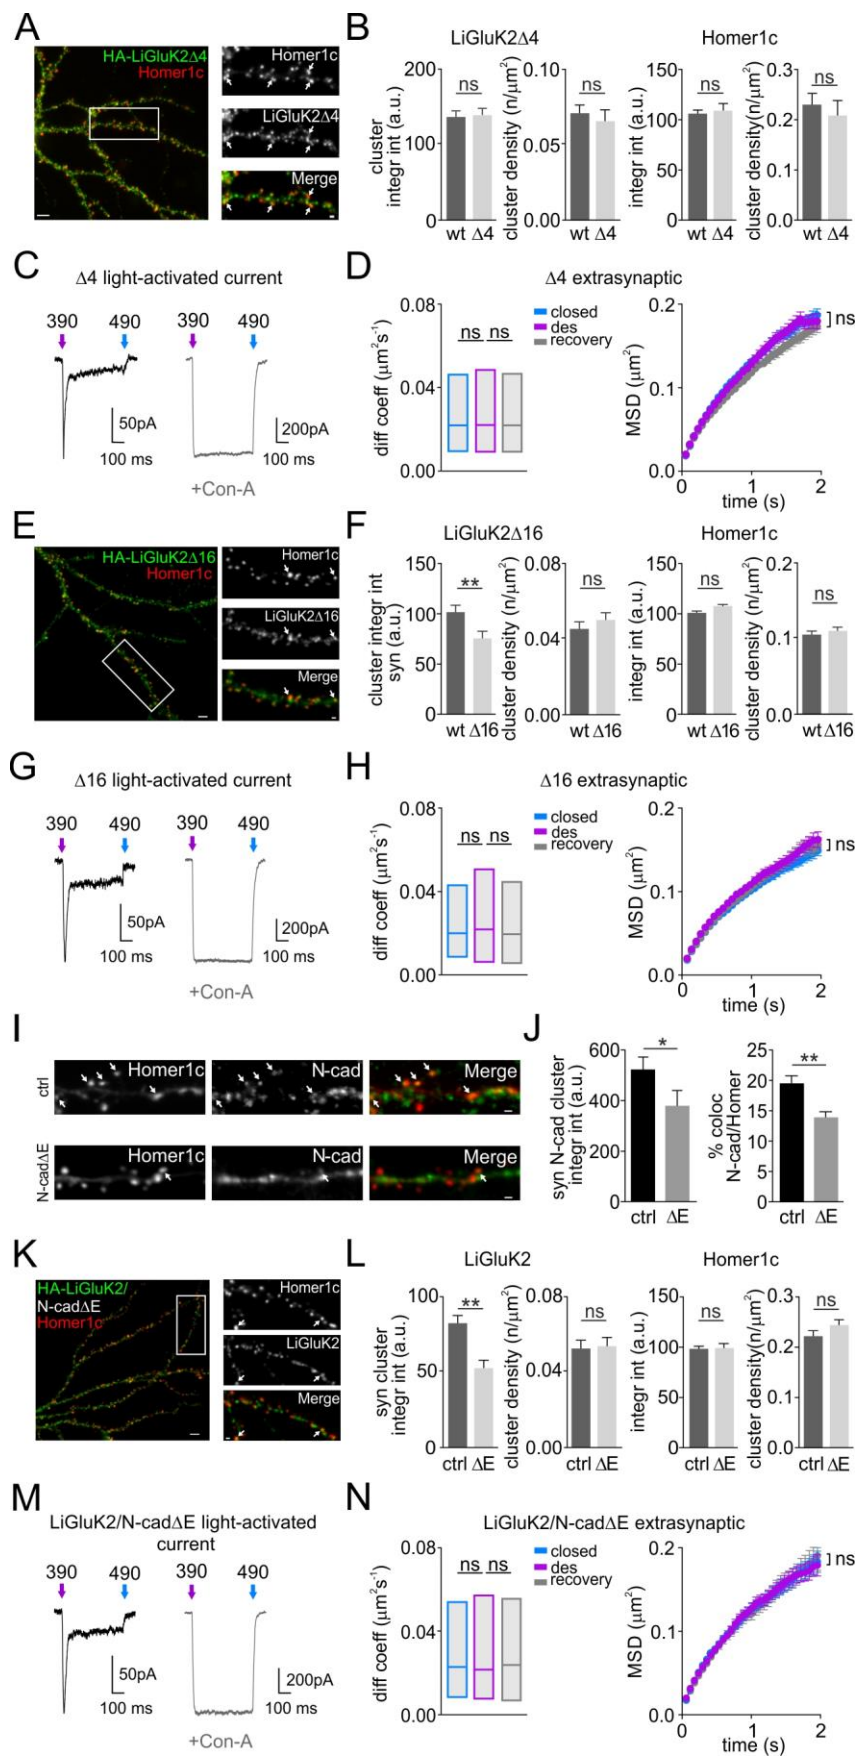 A
HA-LiGluK2Δ4
Homer1c
Homer1c
LiGluK2Δ4
Merge
B
LiGluK2Δ4
Homer1c
cluster
integr int (a.u.)
200
100
0
ns
wt Δ4
cluster density (n/μm²)
0.10
0.05
0.00
ns
wt Δ4
integr int (a.u.)
150
100
50
0
ns
wt Δ4
cluster density(n/μm²)
0.3
0.2
0.1
0.0
ns
wt Δ4
C
Δ4 light-activated current
390
490
390
490
50pA
100 ms
200pA
100 ms
+Con-A
D
Δ4 extrasynaptic
diff coeff (μm²s⁻¹)
0.08
0.04
0.00
ns
ns
closed
des
recovery
MSD (μm²)
0.2
0.1
0.0
ns
0
1
2
time (s)
E
HA-LiGluK2Δ16
Homer1c
Homer1c
LiGluK2Δ16
Merge
F
LiGluK2Δ16
Homer1c
cluster integr int
syn (a.u.)
150
100
50
0
**
wt Δ16
cluster density (n/μm²)
0.08
0.04
0.00
ns
wt Δ16
integr int (a.u.)
150
100
50
0
ns
wt Δ16
cluster density (n/μm²)
0.2
0.1
0.0
ns
wt Δ16
G
Δ16 light-activated current
390
490
390
490
50pA
100 ms
200pA
100 ms
+Con-A
H
Δ16 extrasynaptic
diff coeff (μm²s⁻¹)
0.08
0.04
0.00
ns
ns
closed
des
recovery
MSD (μm²)
0.2
0.1
0.0
ns
0
1
2
time (s)
I
ctrl
Homer1c
N-cad
Merge
N-cadΔE
Homer1c
N-cad
Merge
J
syn N-cad cluster
integr int (a.u.)
600
400
200
0
*
ctrl ΔE
% coloc
N-cad/Homer
25
20
15
10
5
0
**
ctrl ΔE
K
HA-LiGluK2/
N-cadΔE
Homer1c
Homer1c
LiGluK2
Merge
L
LiGluK2
Homer1c
syn cluster
integr int (a.u.)
100
50
0
**
ctrl ΔE
cluster density (n/μm²)
0.08
0.04
0.00
ns
ctrl ΔE
integr int (a.u.)
150
100
50
0
ns
ctrl ΔE
cluster density(n/μm²)
0.3
0.2
0.1
0.0
ns
ctrl ΔE
M
LiGluK2/N-cadΔE light-activated
current
390
490
390
490
50pA
100 ms
200pA
100 ms
+Con-A
N
LiGluK2/N-cadΔE extrasynaptic
diff coeff (μm²s⁻¹)
0.08
0.04
0.00
ns
ns
closed
des
recovery
MSD (μm²)
0.2
0.1
0.0
ns
0
1
2
time (s)